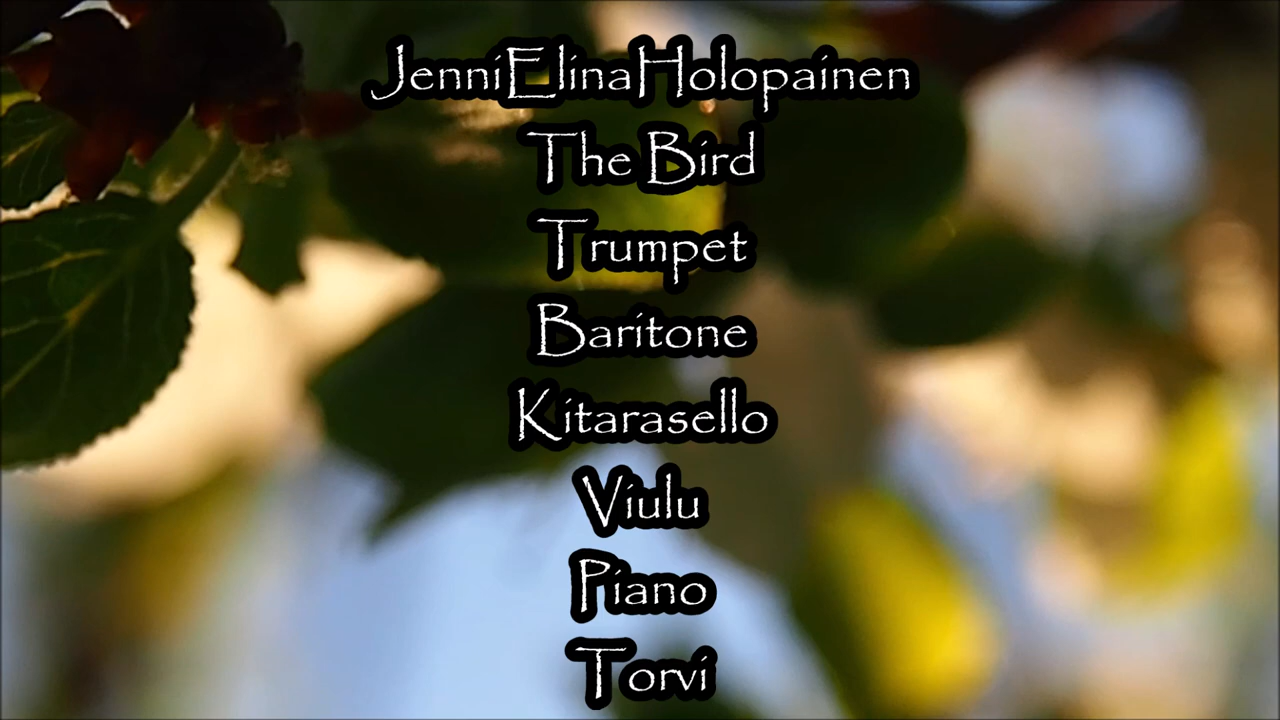 JenniElinaHolopainen
The Bird
Trumpet
Baritone
Kitarasello
Viulu
Piano
Torvi